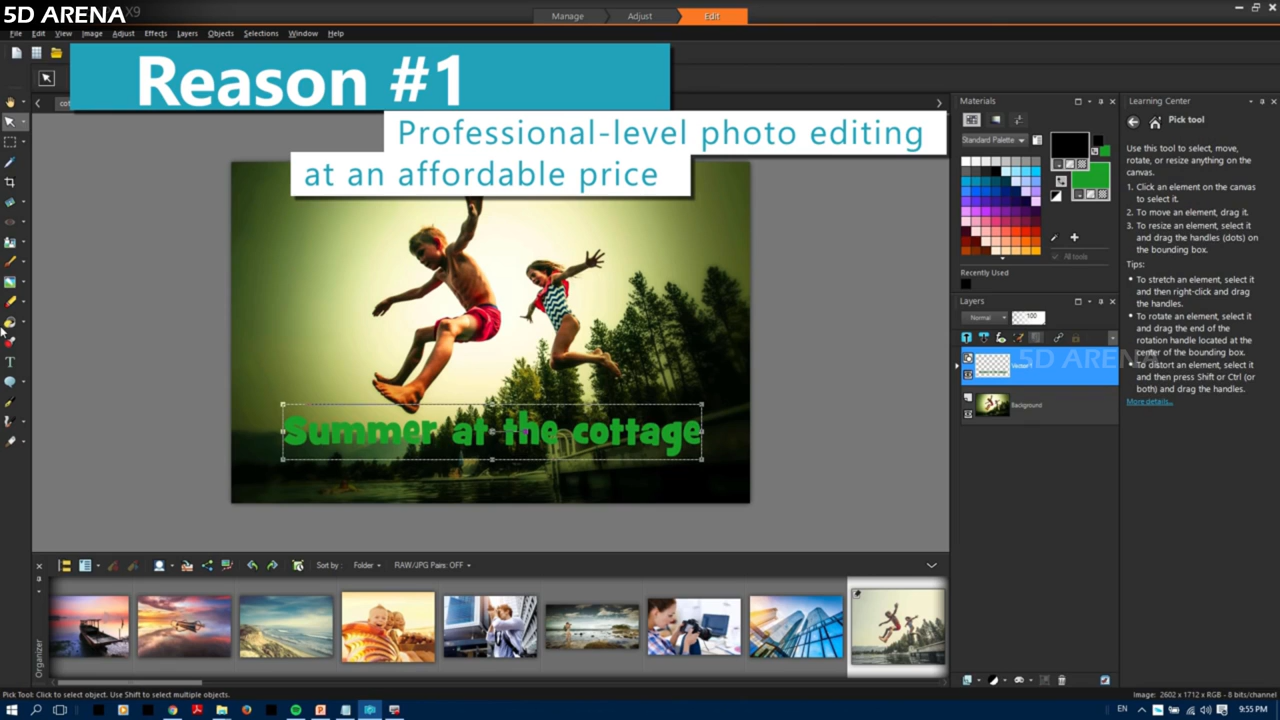 5D ARENA
X9
Manage
Adjust
Edit
File Edit View Image Adjust Effects Layers Objects Selections Window Help
Reason #1
Professional-level photo editing
at an affordable price
Summer at the cottage
Materials
Standard Palette
All tools
Recently Used
Layers
Normal
100
5D ARENA
Vector 1
Background
Learning Center
Pick tool
Use this tool to select, move,
rotate, or resize anything on the
canvas.
1. Click an element on the canvas
to select it.
2. To move an element, drag it.
3. To resize an element, select it
and drag the handles (dots) on
the bounding box.
Tips:
• To stretch an element, select it
and then right-click and drag
the handles.
• To rotate an element, select it
and drag the end of the
rotation handle located at the
center of the bounding box.
• To distort an element, select it
and then press Shift or Ctrl (or
both) and drag the handles.
More details...
Organizer
Sort by: Folder
RAW/JPG Pairs: OFF
Pick Tool: Click to select object. Use Shift to select multiple objects.
Image: 2602 x 1712 x RGB - 8 bits/channel
EN
9:55 PM